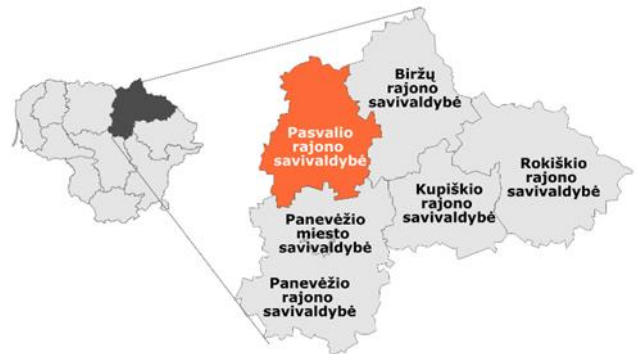 Biržų
rajono
savivaldybė
Pasvalio
rajono
savivaldybė
Rokiškio
rajono
savivaldybė
Kupiškio
rajono
savivaldybė
Panevėžio
miesto
savivaldybė
Panevėžio
rajono
savivaldybė